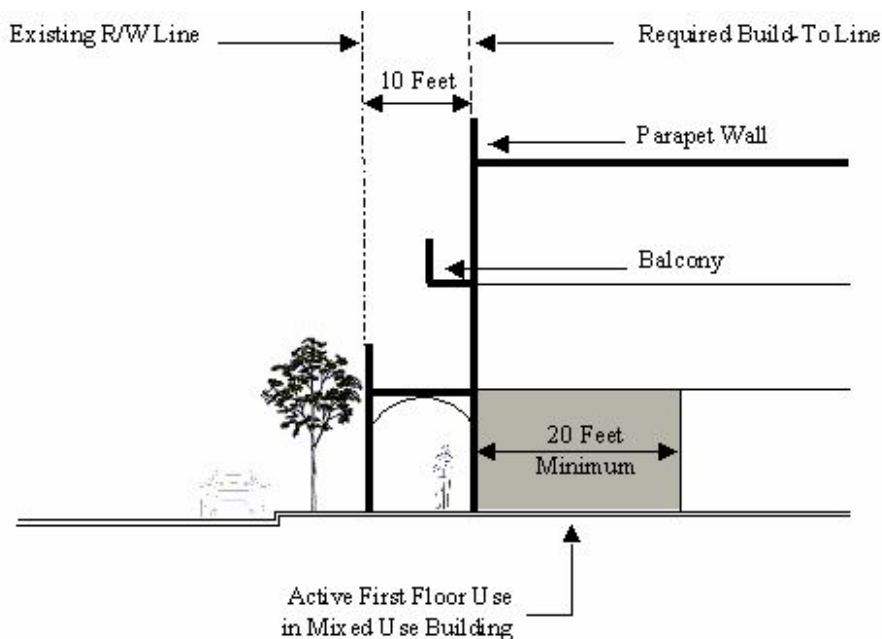 Existing R/W Line
Required Build-To Line
10 Feet
Parapet Wall
Balcony
20 Feet
Minimum
Active First Floor Use
in Mixed Use Building